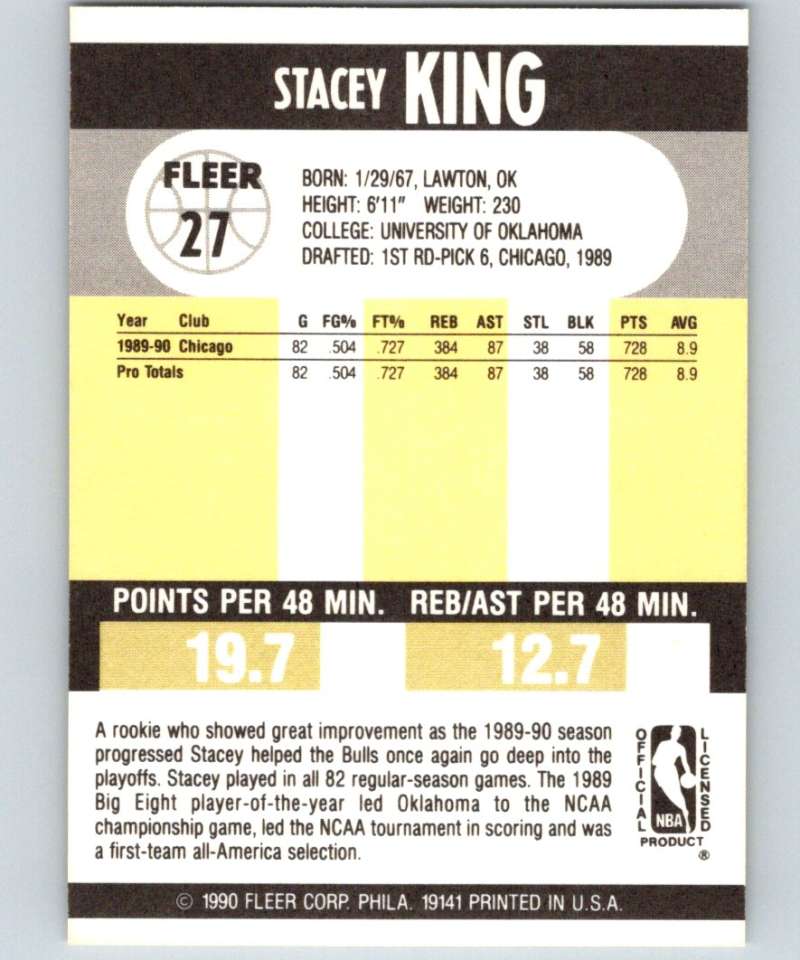 STACEY KING
FLEER
27
BORN: 1/29/67, LAWTON, OK
HEIGHT: 6'11" WEIGHT: 230
COLLEGE: UNIVERSITY OF OKLAHOMA
DRAFTED: 1ST RD-PICK 6, CHICAGO, 1989
Year Club G FG% FT% REB AST STL BLK PTS AVG
1989-90 Chicago 82 .504 .727 384 87 38 58 728 8.9
Pro Totals 82 .504 .727 384 87 38 58 728 8.9
POINTS PER 48 MIN. REB/AST PER 48 MIN.
19.7 12.7
A rookie who showed great improvement as the 1989-90 season
progressed Stacey helped the Bulls once again go deep into the
playoffs. Stacey played in all 82 regular-season games. The 1989
Big Eight player-of-the-year led Oklahoma to the NCAA
championship game, led the NCAA tournament in scoring and was
a first-team all-America selection.
OFFICIAL
LICENSED
NBA
PRODUCT
®
© 1990 FLEER CORP. PHILA. 19141 PRINTED IN U.S.A.